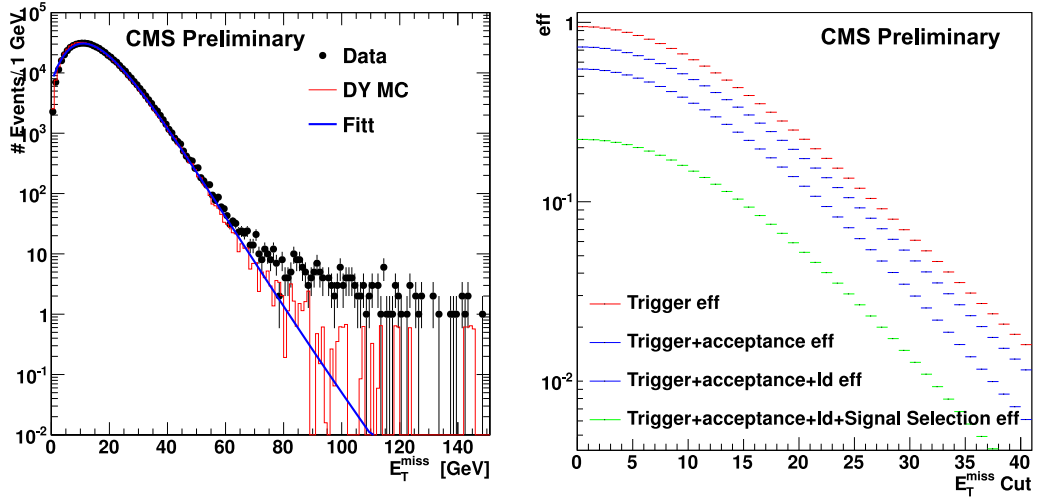 CMS Preliminary
Data
DY MC
Fitt
# Events/ 1 GeV
10^5
10^4
10^3
10^2
10
1
10^-1
10^-2
0 20 40 60 80 100 120 140
E_T^miss [GeV]
CMS Preliminary
eff
1
10^-1
10^-2
Trigger eff
Trigger+acceptance eff
Trigger+acceptance+Id eff
Trigger+acceptance+Id+Signal Selection eff
0 5 10 15 20 25 30 35 40
E_T^miss Cut